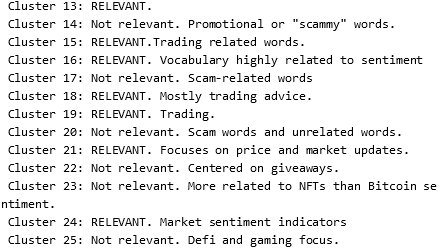 Cluster 13: RELEVANT.
Cluster 14: Not relevant. Promotional or "scammy" words.
Cluster 15: RELEVANT.Trading related words.
Cluster 16: RELEVANT. Vocabulary highly related to sentiment
Cluster 17: Not relevant. Scam-related words
Cluster 18: RELEVANT. Mostly trading advice.
Cluster 19: RELEVANT. Trading.
Cluster 20: Not relevant. Scam words and unrelated words.
Cluster 21: RELEVANT. Focuses on price and market updates.
Cluster 22: Not relevant. Centered on giveaways.
Cluster 23: Not relevant. More related to NFTs than Bitcoin se
ntiment.
Cluster 24: RELEVANT. Market sentiment indicators
Cluster 25: Not relevant. Defi and gaming focus.